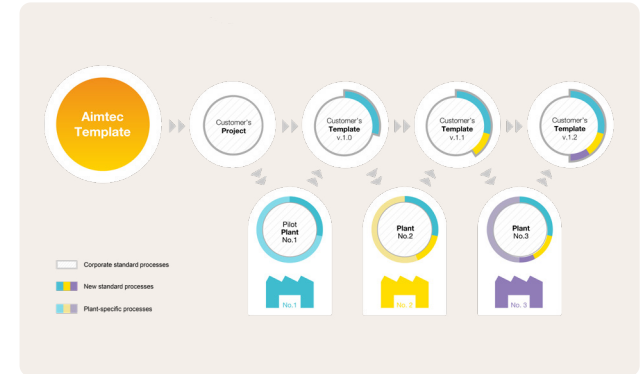 Aimtec
Template
Customer's
Project
Customer's
Template
v.1.0
Customer's
Template
v.1.1
Customer's
Template
v.1.2
Pilot
Plant
No.1
Plant
No.2
Plant
No.3
No.1
No. 2
No. 3
Corporate standard processes
New standard processes
Plant-specific processes